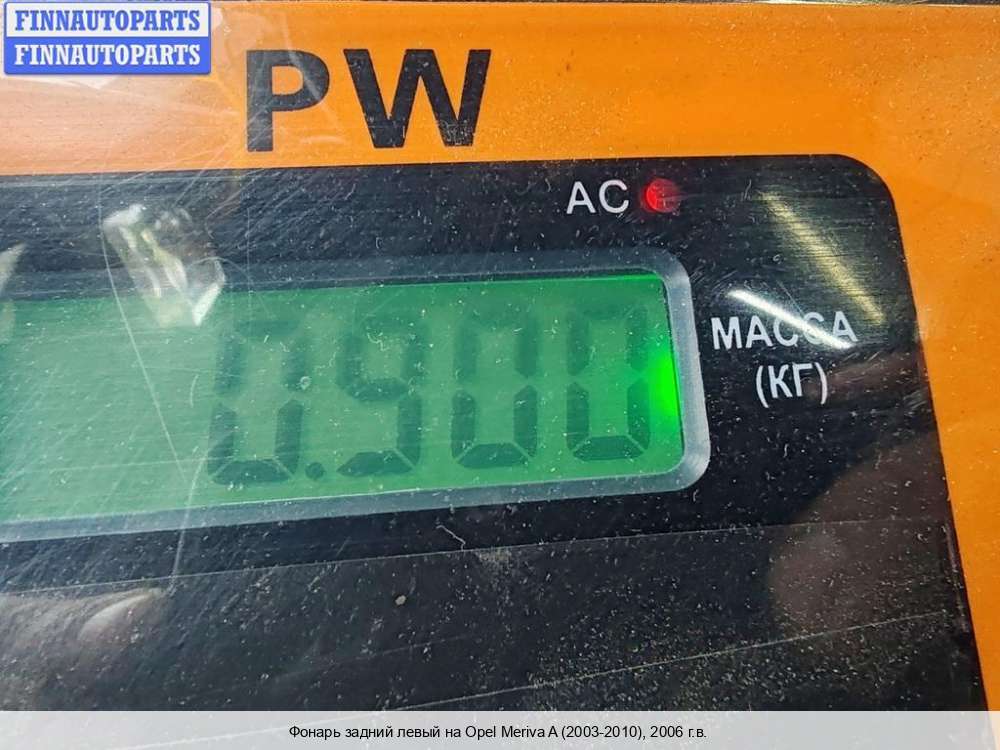 FINNAUTOPARTS
FINNAUTOPARTS
PW
AC
МАССА
(КГ)
0.900
Фонарь задний левый на Opel Meriva A (2003-2010), 2006 г.в.